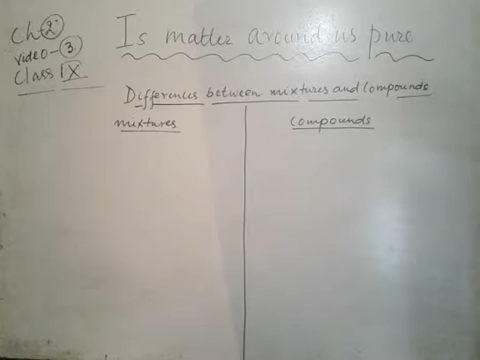 Ch-2
video-3
Class IX
Is matter around us pure
Differences between mixtures and Compounds
mixtures
Compounds